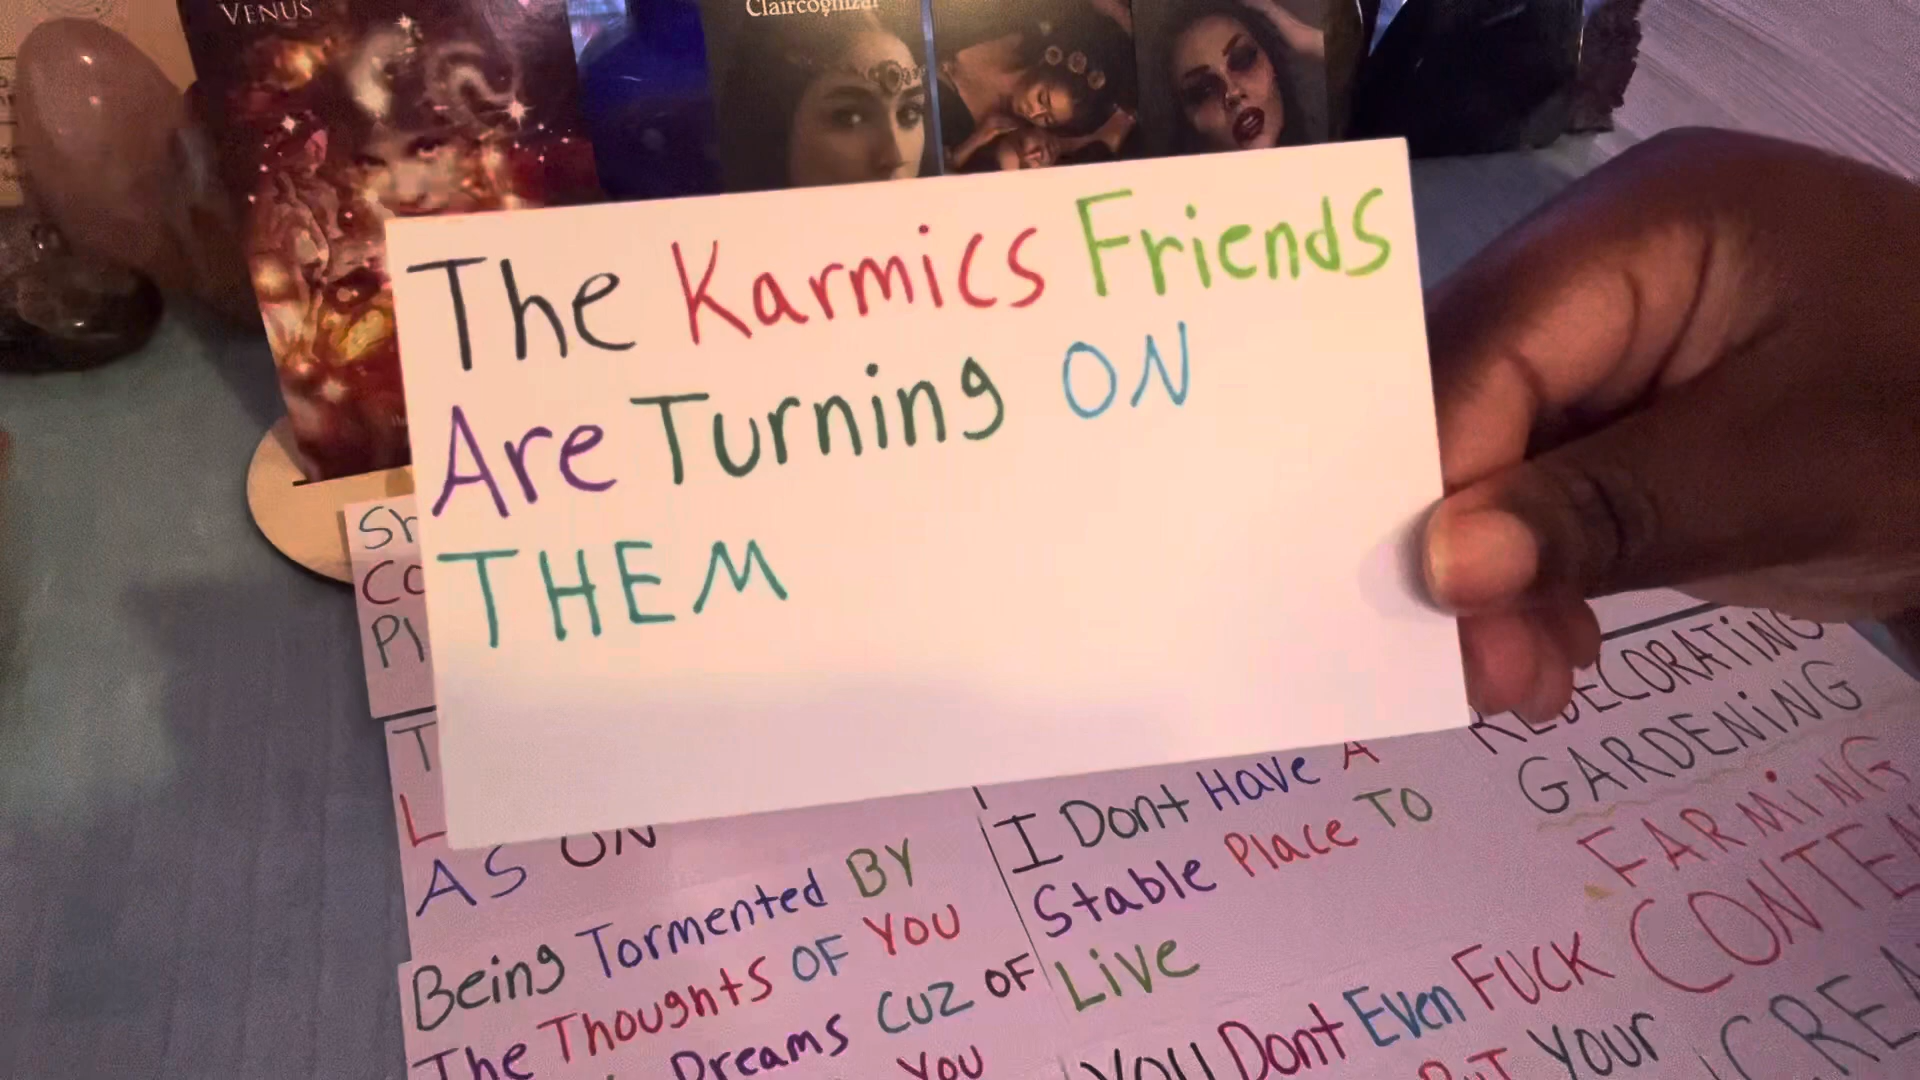 VENUS
The Karmics Friends
Are Turning ON
THEM
AS ON
Being Tormented BY
The Thoughts OF YOU
Dreams CUZ OF
YOU
I Dont Have A
Stable Place TO
Live
YOU Dont Even FUCK
Your
REDECORATING
GARDENING
FARMING